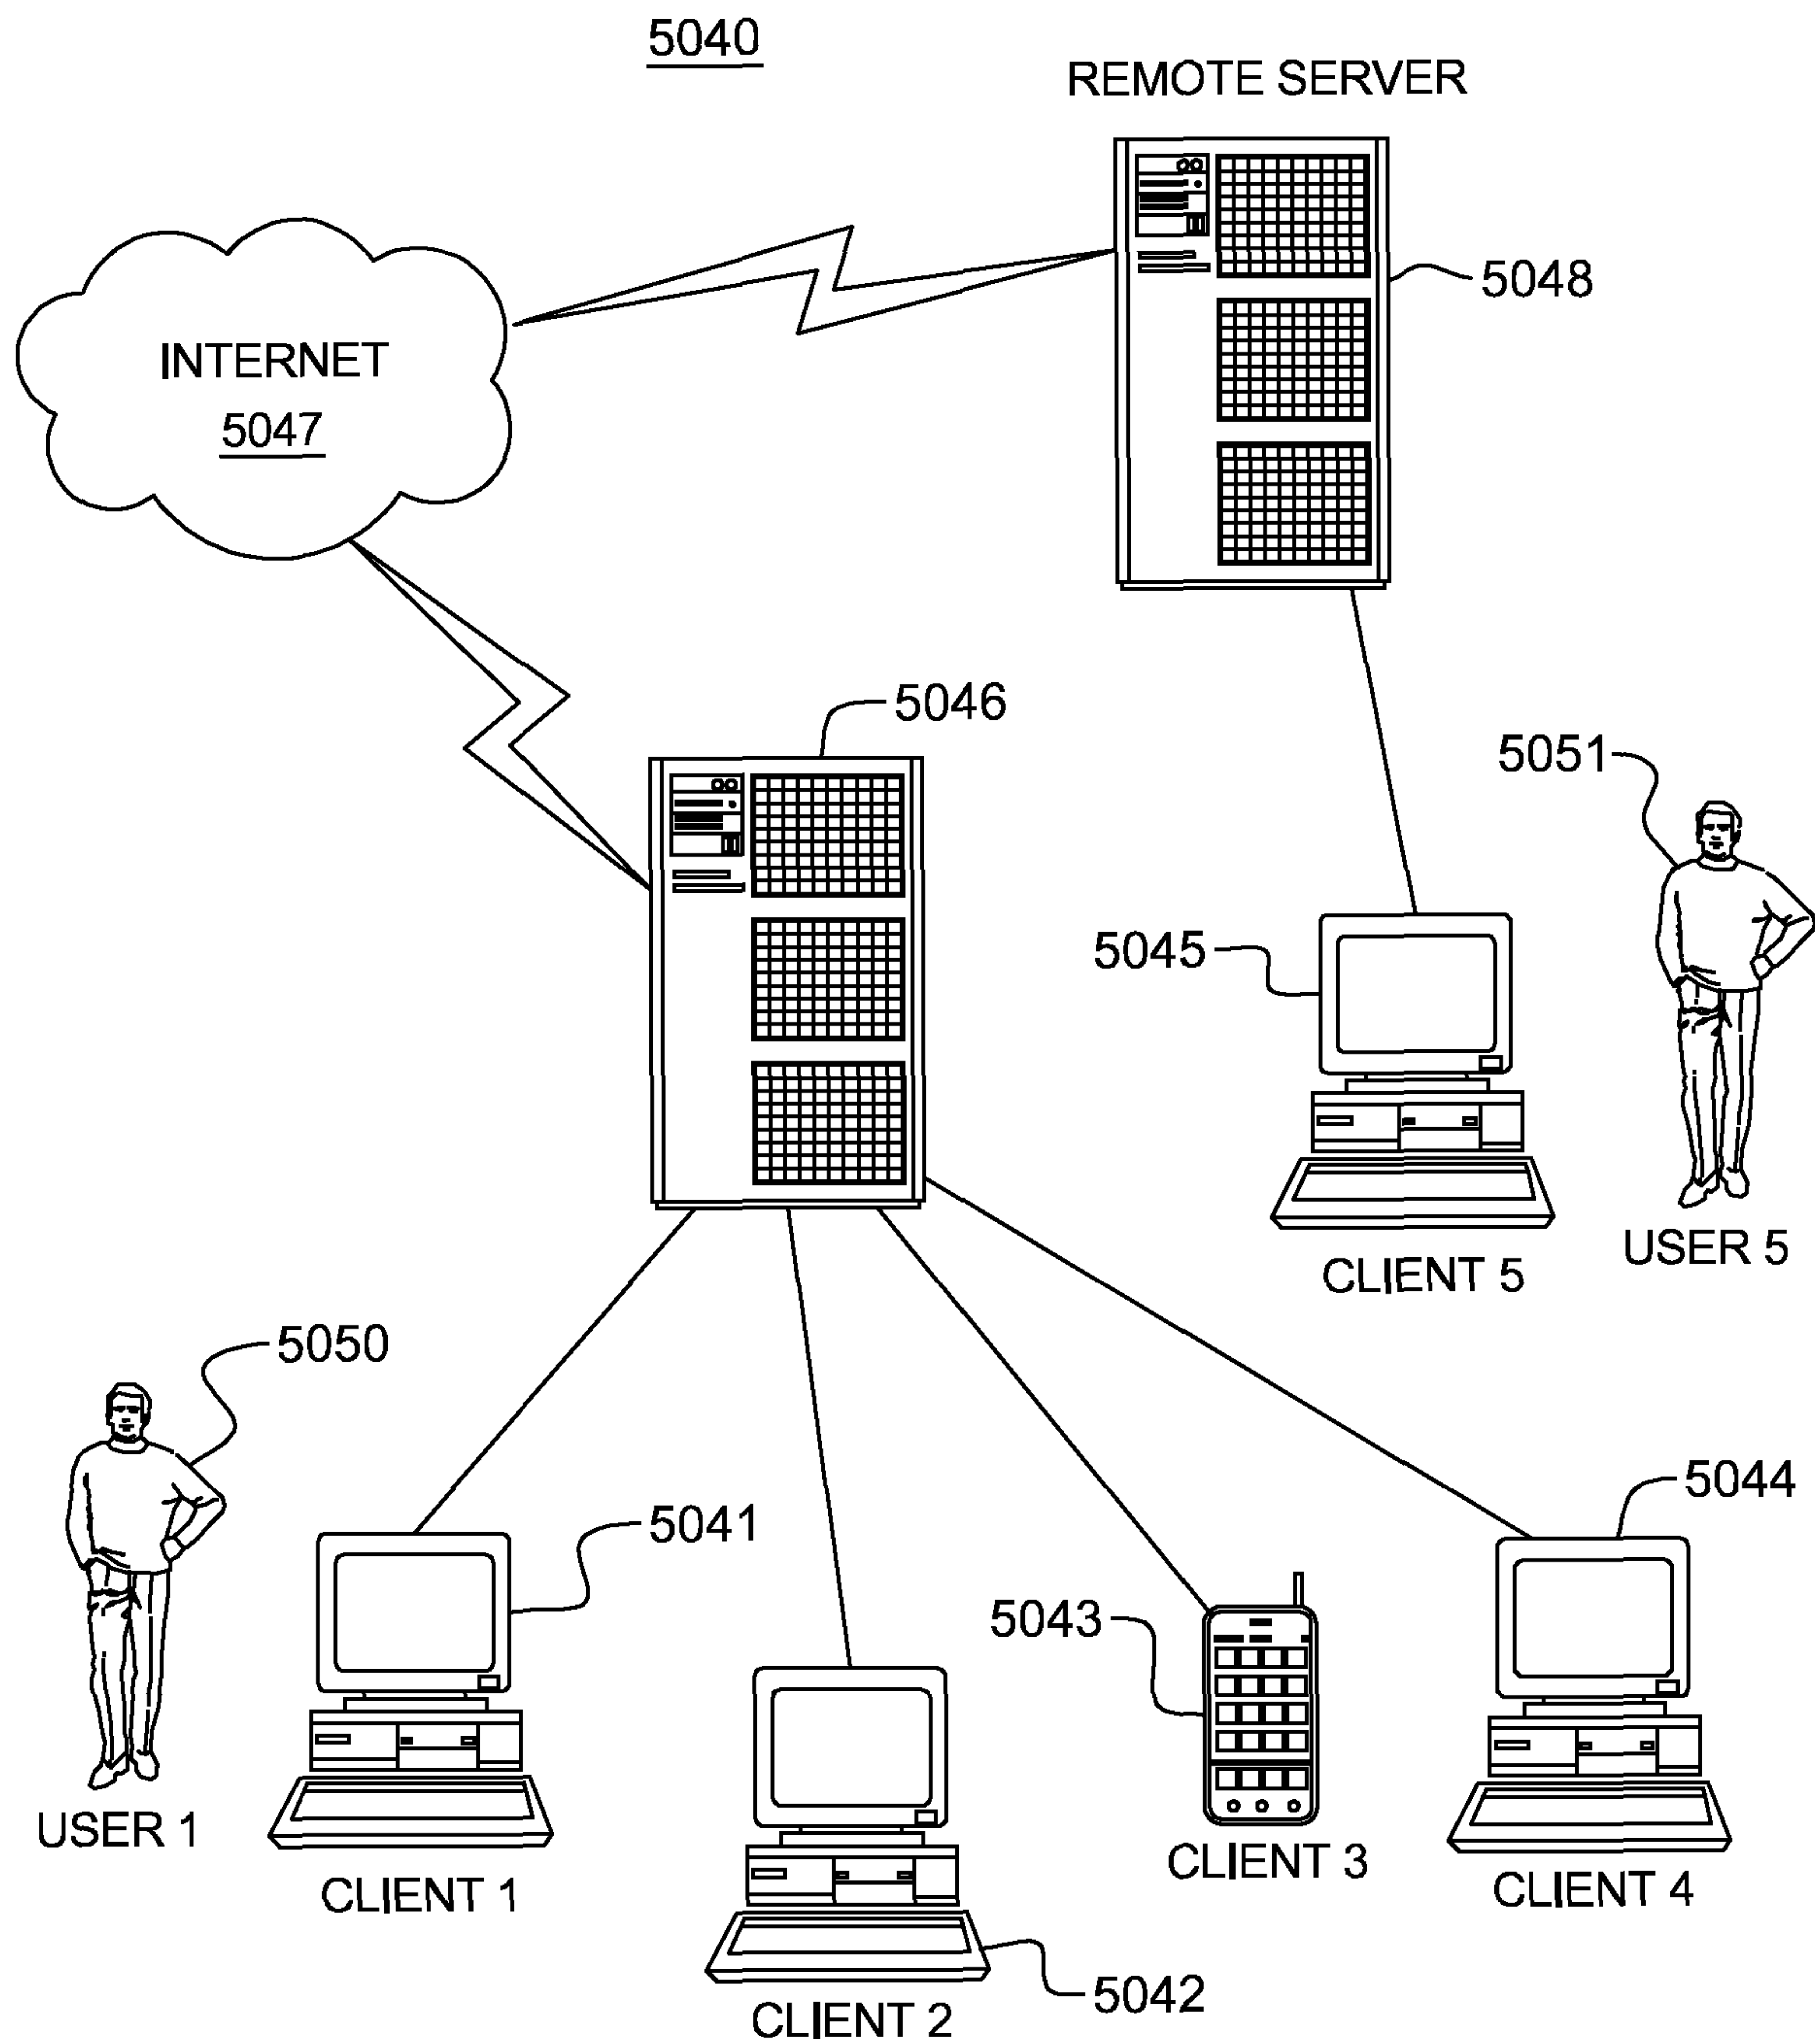 5040
REMOTE SERVER
5048
INTERNET
5047
5046
5051
5045
USER 5
CLIENT 5
5050
5041
5044
5043
USER 1
CLIENT 1
CLIENT 3
CLIENT 4
5042
CLIENT 2